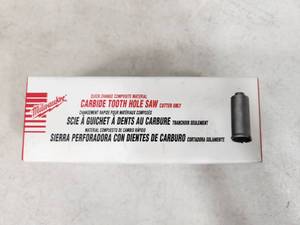 Milwaukee
QUICK CHANGE COMPOSITE MATERIAL
CARBIDE TOOTH HOLE SAW CUTTER ONLY
CHANGEMENT RAPIDE POUR MATÉRIAUX COMPOSÉS
SCIE À GUICHET À DENTS AU CARBURE TRANCHOIR SEULEMENT
MATERIAL COMPUESTO DE CAMBIO RÁPIDO
SIERRA PERFORADORA CON DIENTES DE CARBURO CORTADORA SOLAMENTE